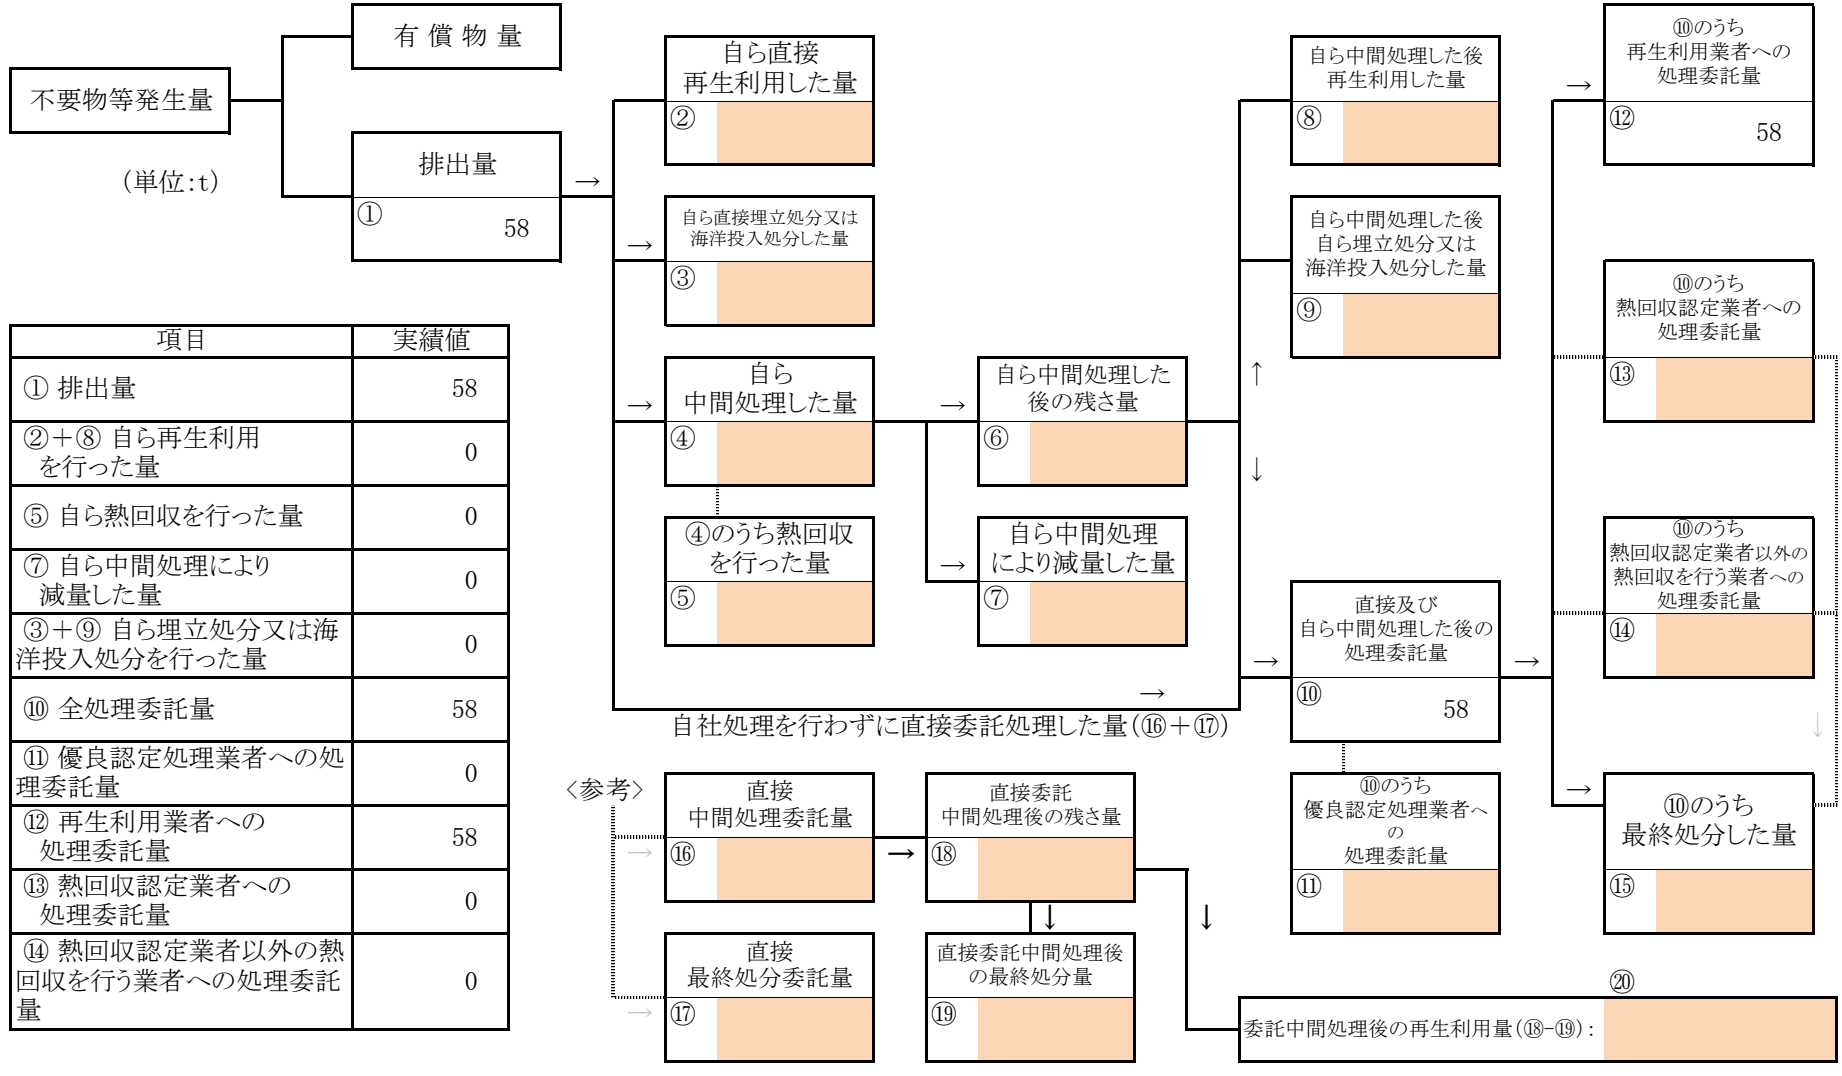 不要物等発生量
(単位:t)
有 償 物 量
排出量
①
58
→
自ら直接
再生利用した量
②
→
自ら直接埋立処分又は
海洋投入処分した量
③
→
自ら
中間処理した量
④
④のうち熱回収
を行った量
⑤
→
自ら中間処理した
後の残さ量
⑥
→
自ら中間処理
により減量した量
⑦
↑
↓
自ら中間処理した後
再生利用した量
⑧
自ら中間処理した後
自ら埋立処分又は
海洋投入処分した量
⑨
→
自社処理を行わずに直接委託処理した量(⑯+⑰)
→
直接及び
自ら中間処理した後の
処理委託量
⑩
58
→
⑩のうち
優良認定処理業者へ
の
処理委託量
⑪
→
⑩のうち
再生利用業者への
処理委託量
⑫
58
⑩のうち
熱回収認定業者への
処理委託量
⑬
⑩のうち
熱回収認定業者以外の
熱回収を行う業者への
処理委託量
⑭
↓
→
⑩のうち
最終処分した量
⑮
項目 実績値
① 排出量 58
②+⑧ 自ら再生利用
を行った量 0
⑤ 自ら熱回収を行った量 0
⑦ 自ら中間処理により
減量した量 0
③+⑨ 自ら埋立処分又は海
洋投入処分を行った量 0
⑩ 全処理委託量 58
⑪ 優良認定処理業者への処
理委託量 0
⑫ 再生利用業者への
処理委託量 58
⑬ 熱回収認定業者への
処理委託量 0
⑭ 熱回収認定業者以外の熱
回収を行う業者への処理委託
量 0
<参考>
→
直接
中間処理委託量
⑯
→
直接委託
中間処理後の残さ量
⑱
↓
↓
→
直接
最終処分委託量
⑰
直接委託中間処理後
の最終処分量
⑲
⑳
委託中間処理後の再生利用量(⑱-⑲):